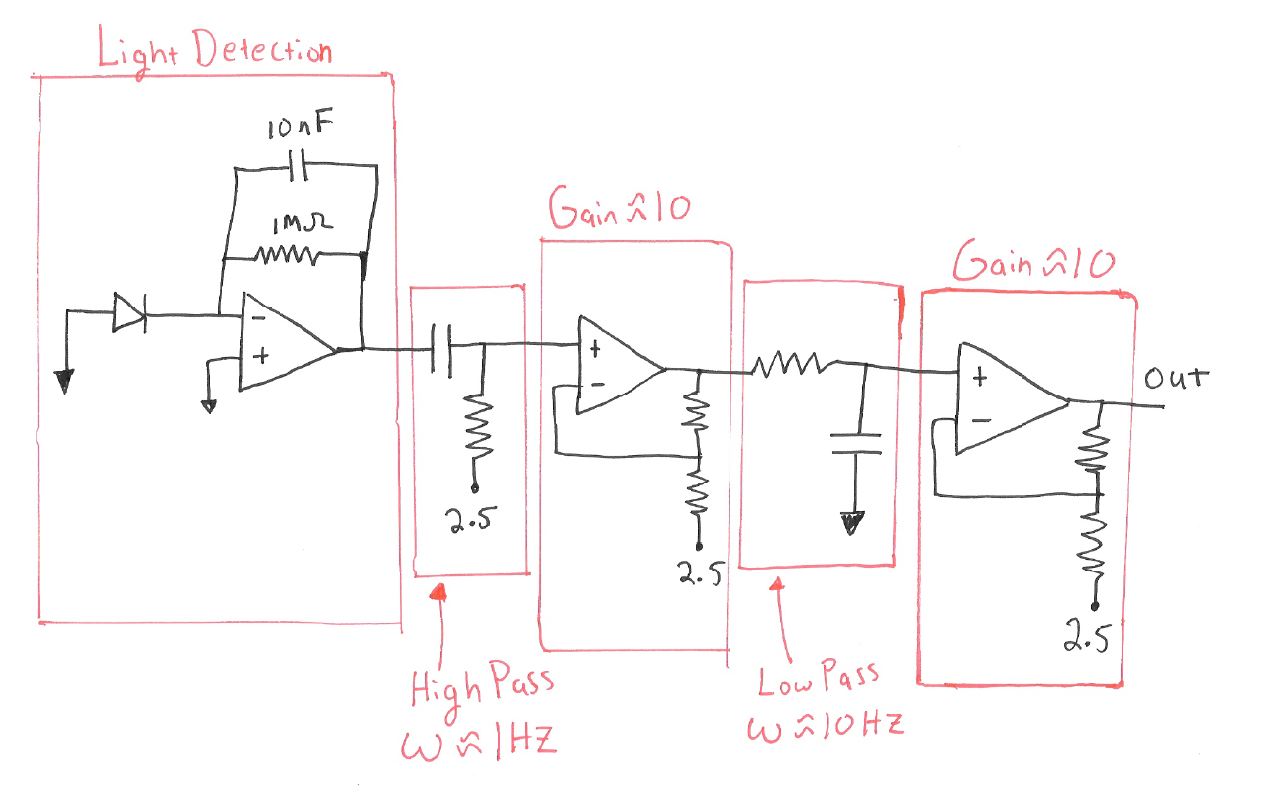 Light Detection
10nF
1MΩ
-
+
High Pass
ω ≈ 1HZ
2.5
Gain ≈ 10
+
-
2.5
Low Pass
ω ≈ 10HZ
Gain ≈ 10
+
-
2.5
OUT